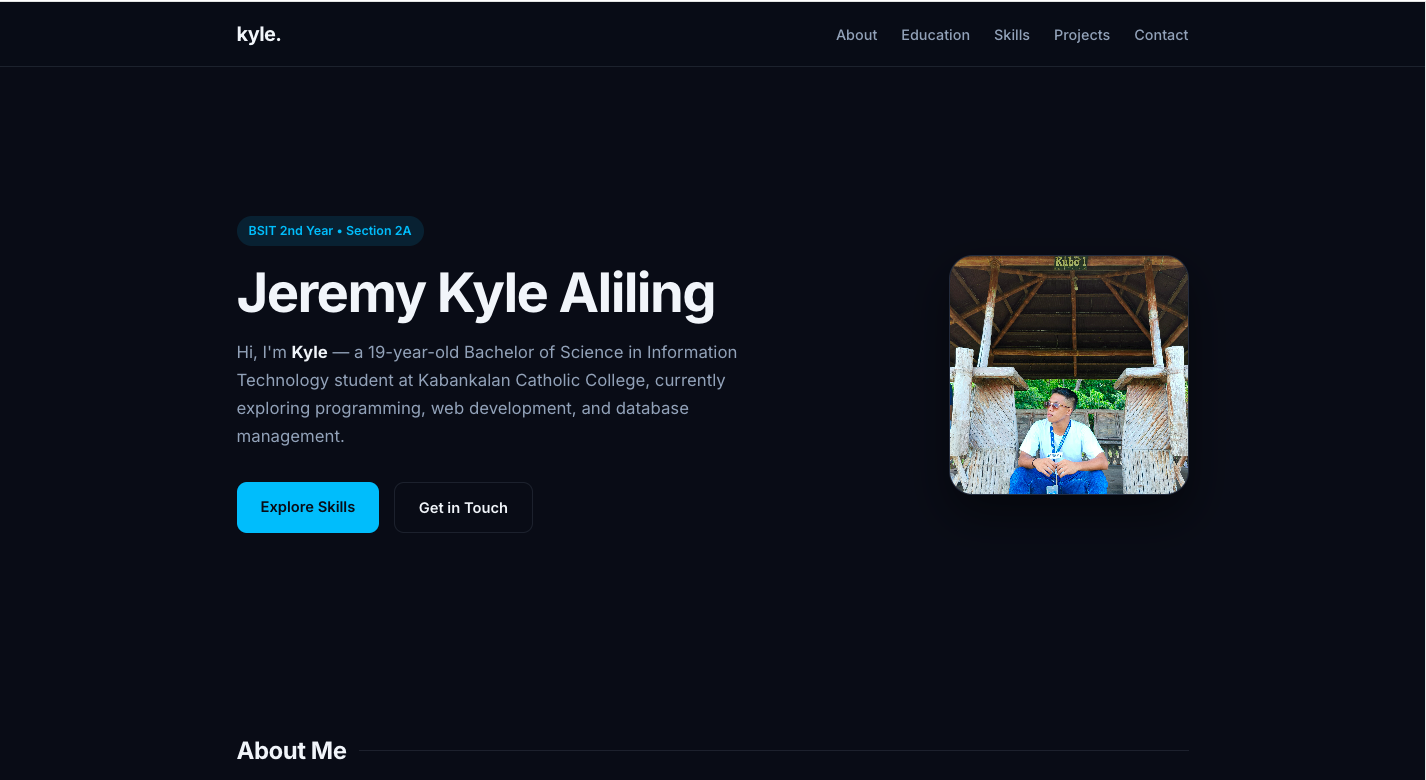 kyle.
About Education Skills Projects Contact
BSIT 2nd Year • Section 2A
Jeremy Kyle Aliling
Hi, I'm Kyle — a 19-year-old Bachelor of Science in Information
Technology student at Kabankalan Catholic College, currently
exploring programming, web development, and database
management.
Explore Skills
Get in Touch
Kubo 1
About Me